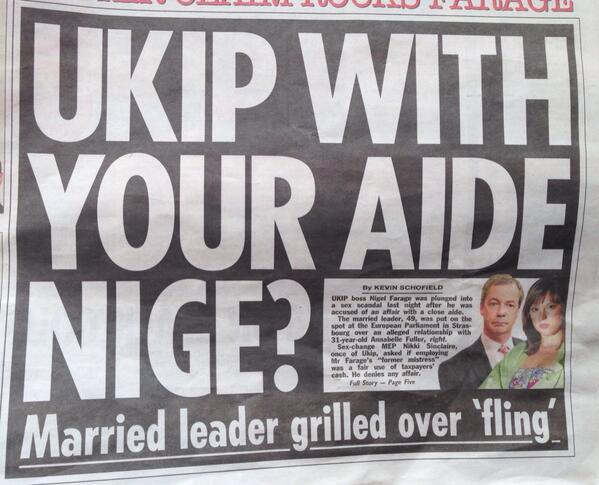 CLAIM ROCKS FARAGE
UKIP WITH
YOUR AIDE
NIGE?
By KEVIN SCHOFIELD
UKIP boss Nigel Farage was plunged into
a sex scandal last night after he was
accused of an affair with a close aide.
The married leader, 49, was put on the
spot at the European Parliament in Stras-
bourg over an alleged relationship with
31-year-old Annabelle Fuller, right.
Sex-change MEP Nikki Sinclaire,
once of Ukip, asked if employing
Mr Farage's "former mistress"
was a fair use of taxpayers'
cash. He denies any affair.
Full Story — Page Five
Married leader grilled over 'fling'